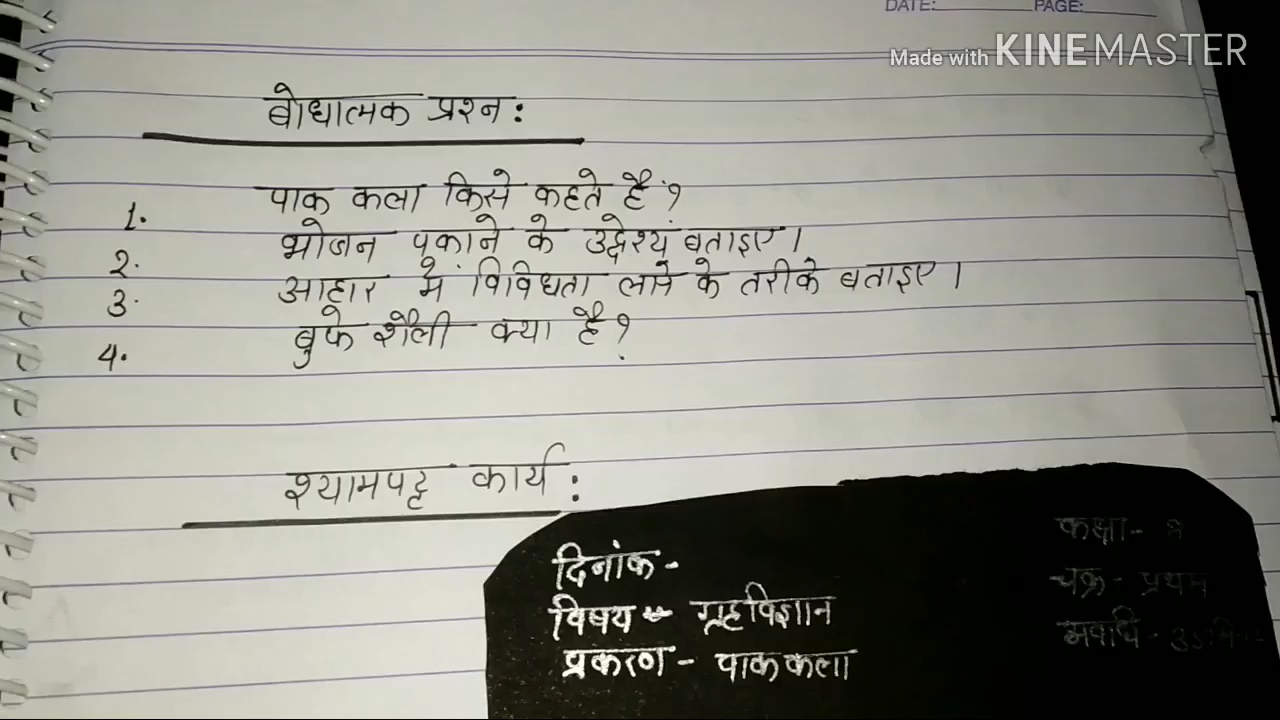 DATE: PAGE:
Made with KINEMASTER
बोधात्मक प्रश्न :
1. पाक कला किसे कहते है ?
2. भोजन पकाने के उद्देश्य बताइए ।
3. आहार में विविधता लाने के तरीके बताइए ।
4. बुफे शैली क्या है ?
श्यामपट्ट कार्य :
दिनांक -
विषय - गृहविज्ञान
प्रकरण - पाककला
कक्षा -
चक्र - प्रथम
अवधि -